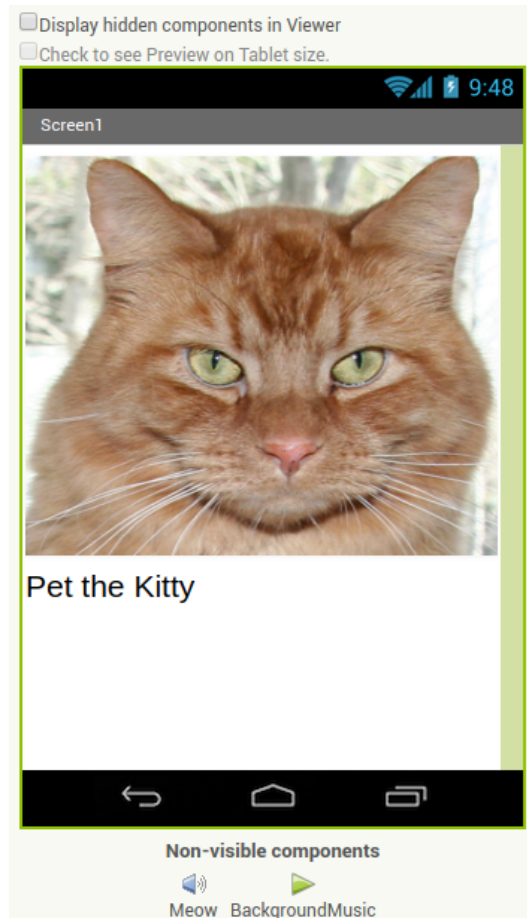 Display hidden components in Viewer
Check to see Preview on Tablet size.
9:48
Screen1
Pet the Kitty
Non-visible components
Meow BackgroundMusic